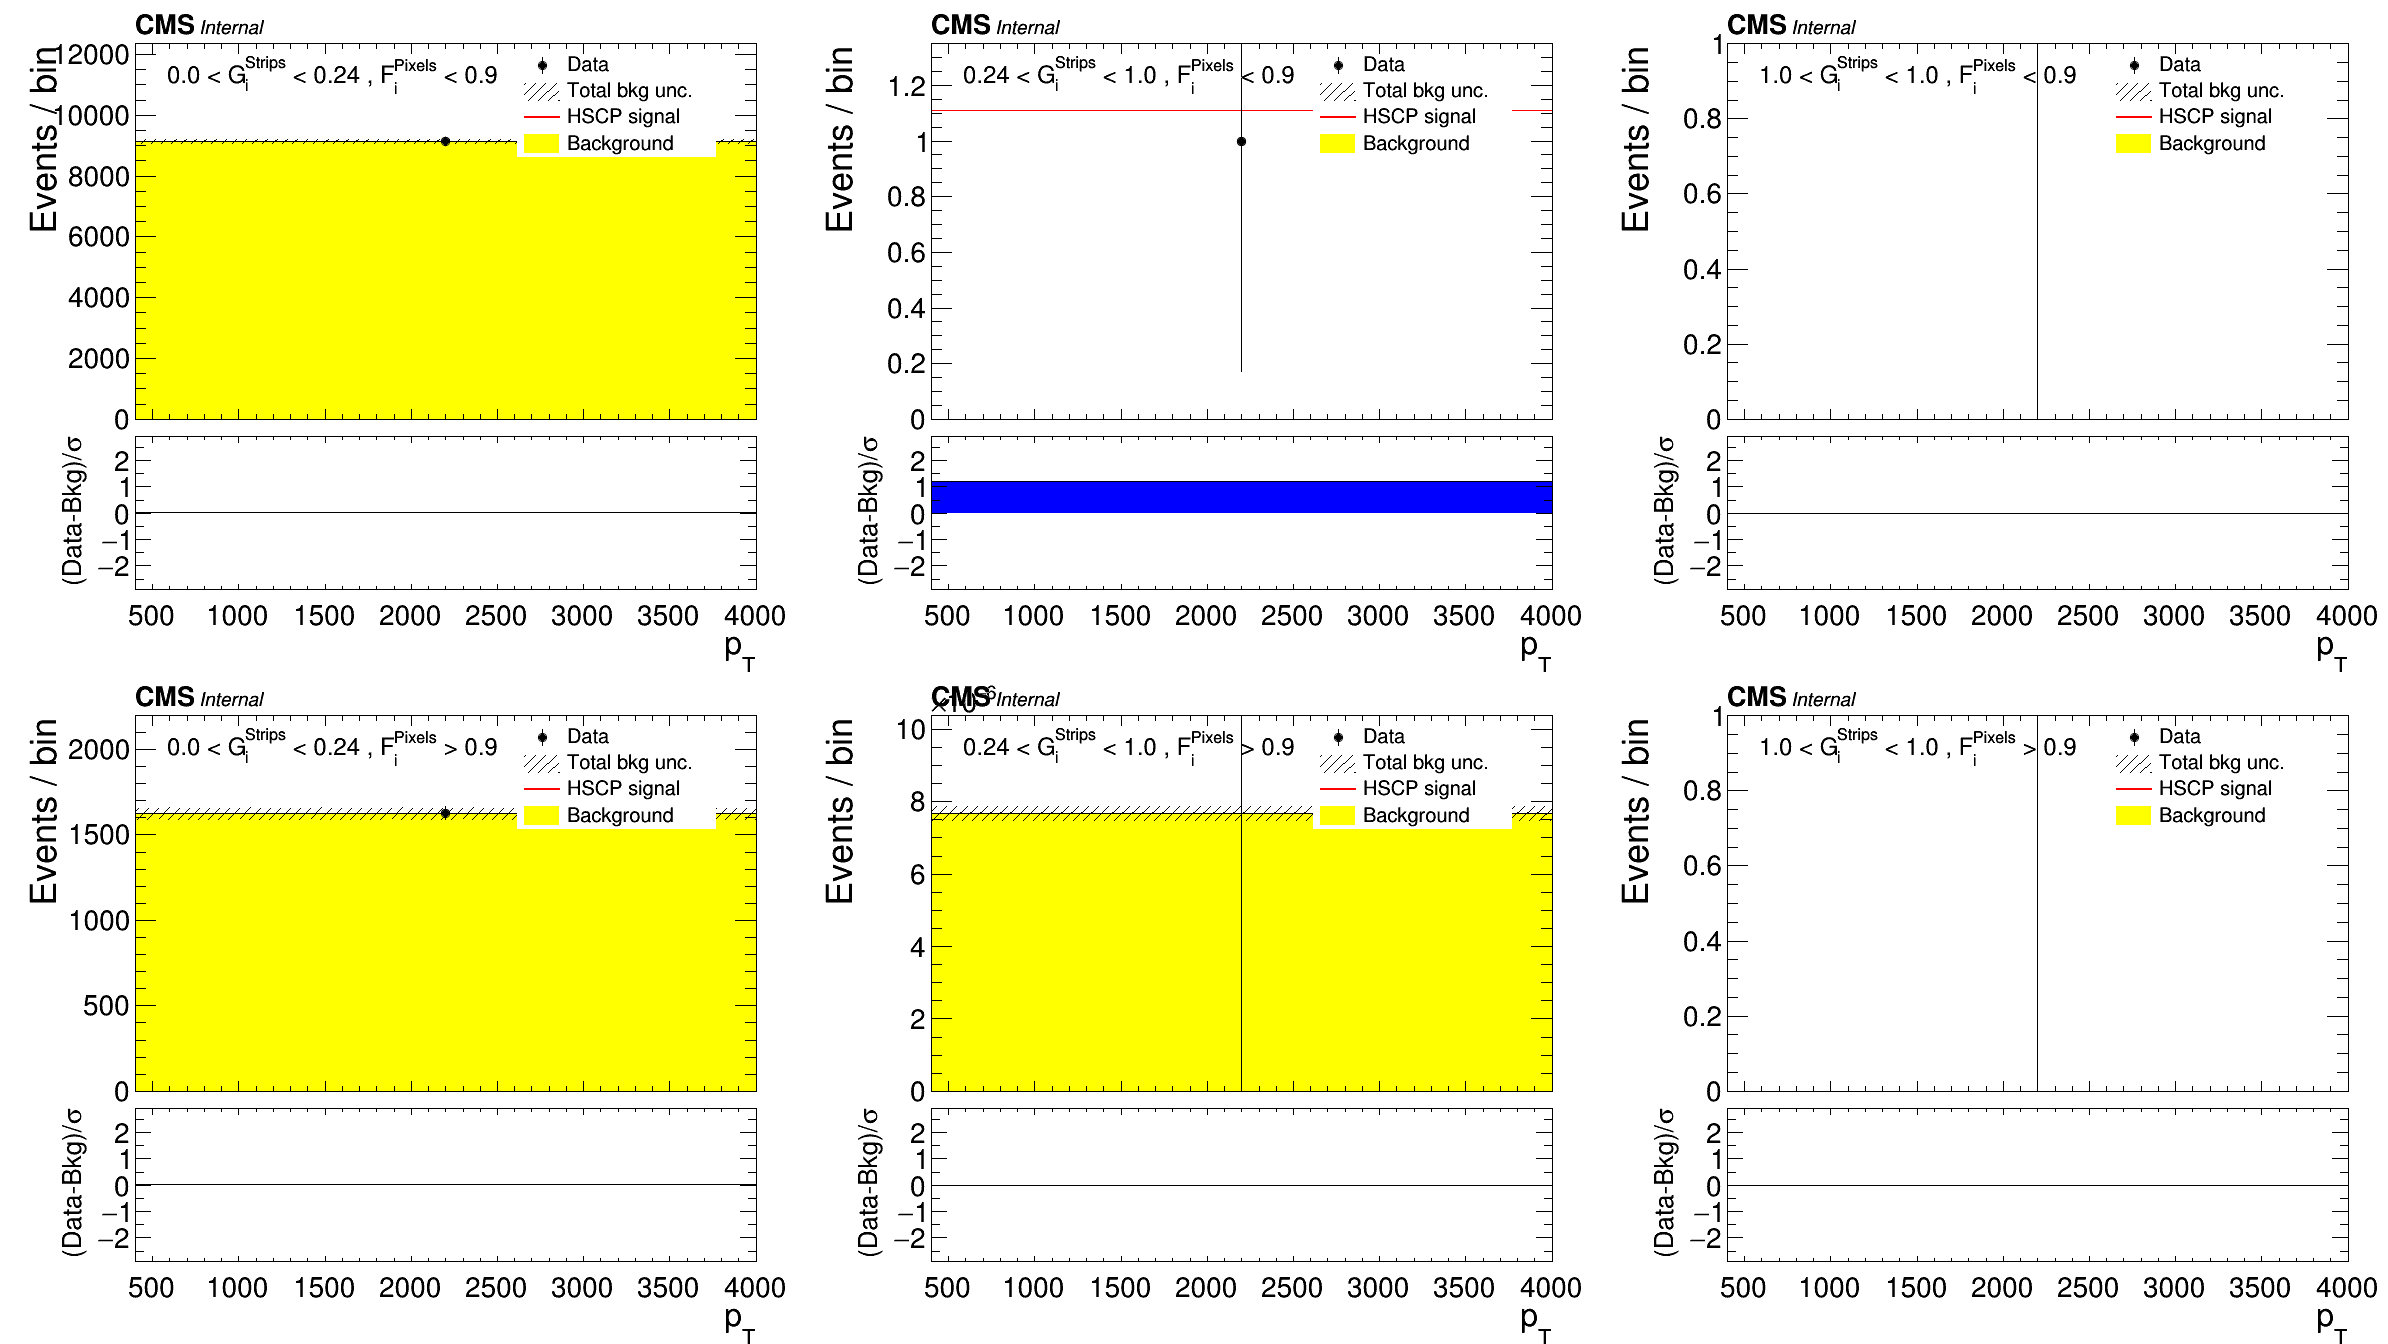 CMS Internal
Events / bin
12000
10000
8000
6000
4000
2000
0
0.0 < G_i^Strips < 0.24 , F_i^Pixels < 0.9
Data
Total bkg unc.
HSCP signal
Background
(Data-Bkg)/σ
2
1
0
−1
−2
500 1000 1500 2000 2500 3000 3500 4000
p_T
CMS Internal
Events / bin
1.2
1
0.8
0.6
0.4
0.2
0
0.24 < G_i^Strips < 1.0 , F_i^Pixels < 0.9
Data
Total bkg unc.
HSCP signal
Background
(Data-Bkg)/σ
2
1
0
−1
−2
500 1000 1500 2000 2500 3000 3500 4000
p_T
CMS Internal
Events / bin
1
0.8
0.6
0.4
0.2
0
1.0 < G_i^Strips < 1.0 , F_i^Pixels < 0.9
Data
Total bkg unc.
HSCP signal
Background
(Data-Bkg)/σ
2
1
0
−1
−2
500 1000 1500 2000 2500 3000 3500 4000
p_T
CMS Internal
Events / bin
2000
1500
1000
500
0
0.0 < G_i^Strips < 0.24 , F_i^Pixels > 0.9
Data
Total bkg unc.
HSCP signal
Background
(Data-Bkg)/σ
2
1
0
−1
−2
500 1000 1500 2000 2500 3000 3500 4000
p_T
CMS Internal
×10^−6
Events / bin
10
8
6
4
2
0
0.24 < G_i^Strips < 1.0 , F_i^Pixels > 0.9
Data
Total bkg unc.
HSCP signal
Background
(Data-Bkg)/σ
2
1
0
−1
−2
500 1000 1500 2000 2500 3000 3500 4000
p_T
CMS Internal
Events / bin
1
0.8
0.6
0.4
0.2
0
1.0 < G_i^Strips < 1.0 , F_i^Pixels > 0.9
Data
Total bkg unc.
HSCP signal
Background
(Data-Bkg)/σ
2
1
0
−1
−2
500 1000 1500 2000 2500 3000 3500 4000
p_T